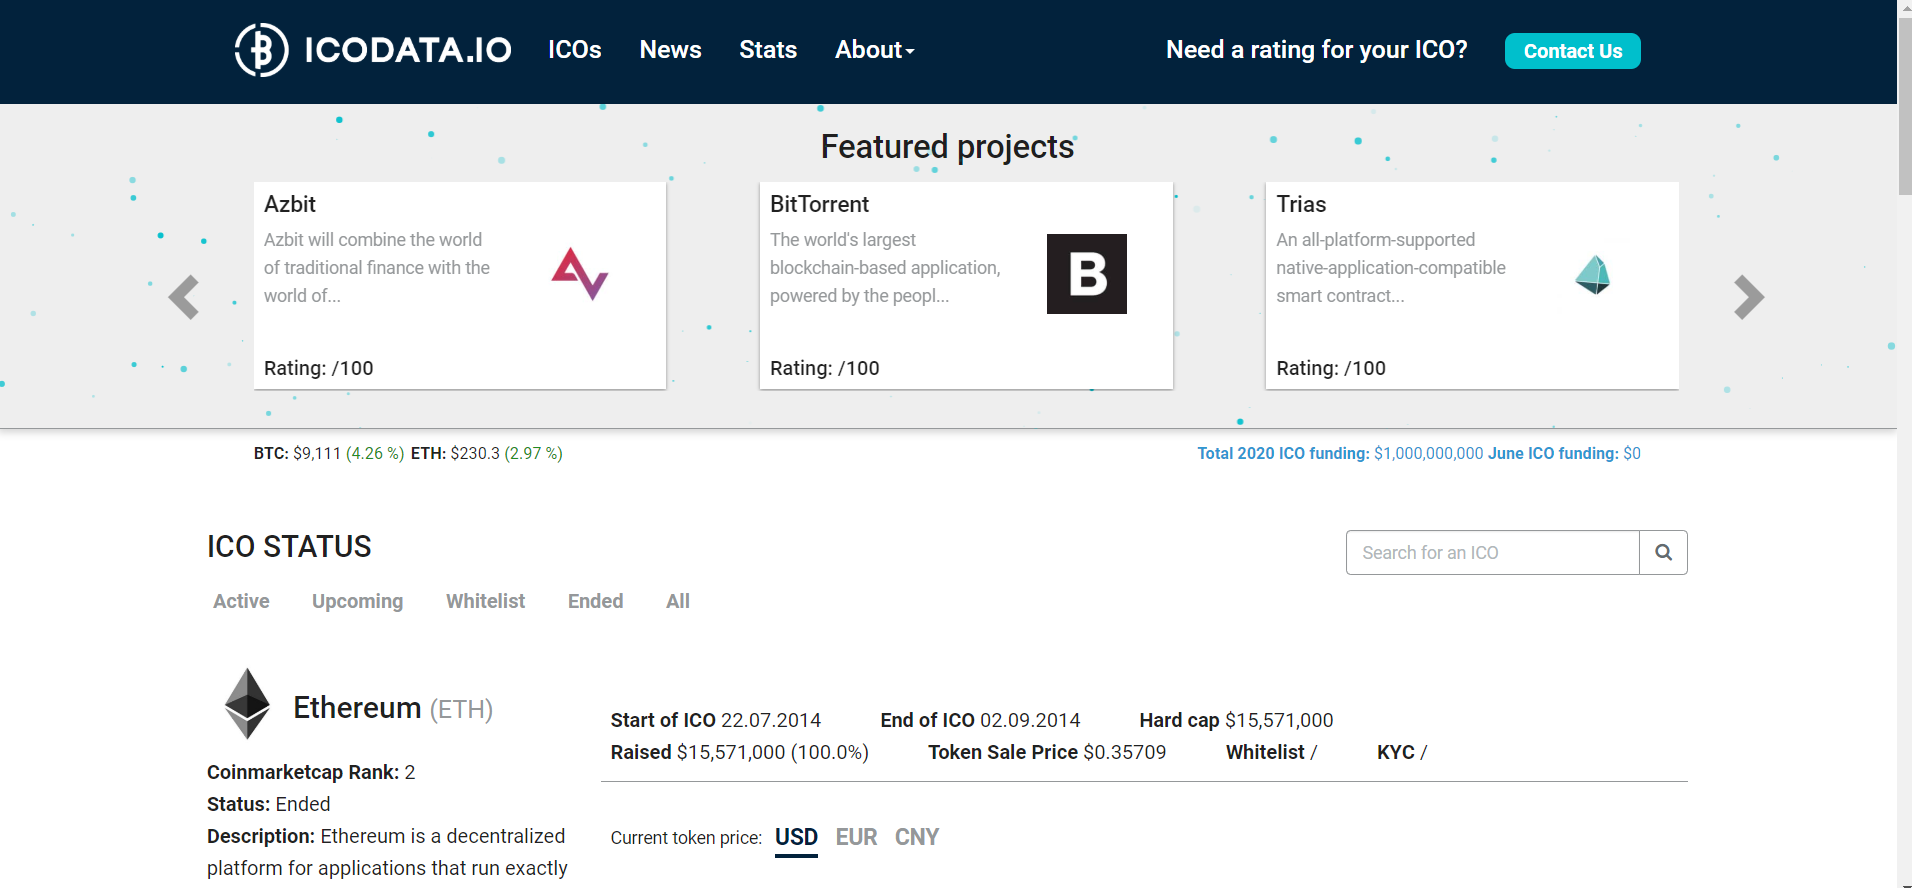 ICODATA.IO ICOs News Stats About Need a rating for your ICO? Contact Us
Featured projects
Azbit
Azbit will combine the world
of traditional finance with the
world of...
Rating: /100
BitTorrent
The world's largest
blockchain-based application,
powered by the peopl...
B
Rating: /100
Trias
An all-platform-supported
native-application-compatible
smart contract...
Rating: /100
BTC: $9,111 (4.26 %) ETH: $230.3 (2.97 %)
Total 2020 ICO funding: $1,000,000,000 June ICO funding: $0
ICO STATUS
Search for an ICO
Active Upcoming Whitelist Ended All
Ethereum (ETH)
Coinmarketcap Rank: 2
Status: Ended
Description: Ethereum is a decentralized
platform for applications that run exactly
Start of ICO 22.07.2014 End of ICO 02.09.2014 Hard cap $15,571,000
Raised $15,571,000 (100.0%) Token Sale Price $0.35709 Whitelist / KYC /
Current token price: USD EUR CNY